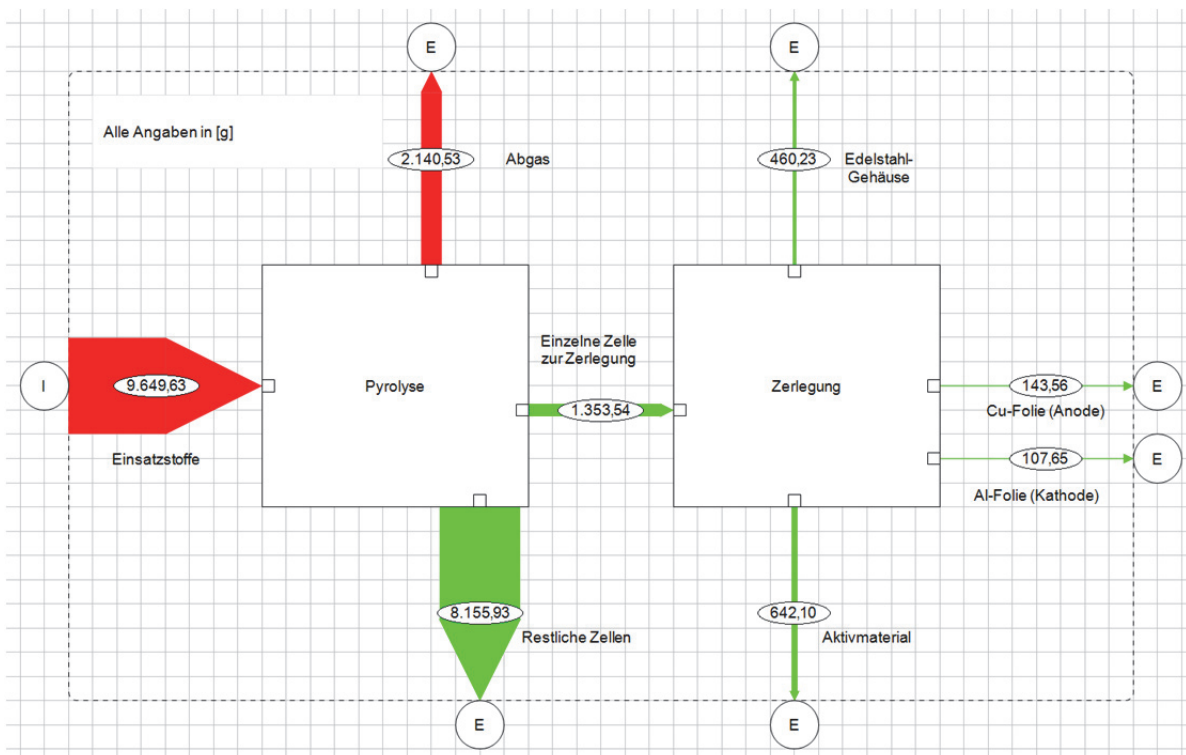 E
E
Alle Angaben in [g]
2.140,53
Abgas
460,23
Edelstahl-
Gehäuse
Einzelne Zelle
zur Zerlegung
I
9.649,63
Pyrolyse
Zerlegung
143,56
E
1.353,54
Cu-Folie (Anode)
Einsatzstoffe
107,65
E
Al-Folie (Kathode)
8.155,93
Restliche Zellen
642,10
Aktivmaterial
E
E